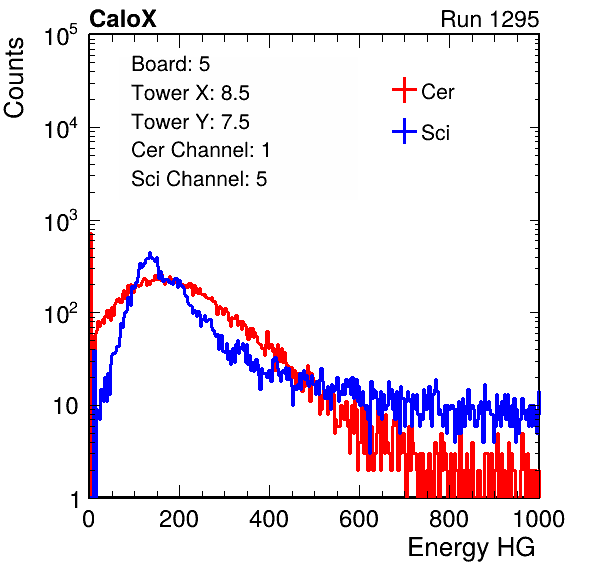 CaloX Run 1295
Counts
Board: 5
Tower X: 8.5
Tower Y: 7.5
Cer Channel: 1
Sci Channel: 5
Cer
Sci
10^5
10^4
10^3
10^2
10
1
0 200 400 600 800 1000
Energy HG